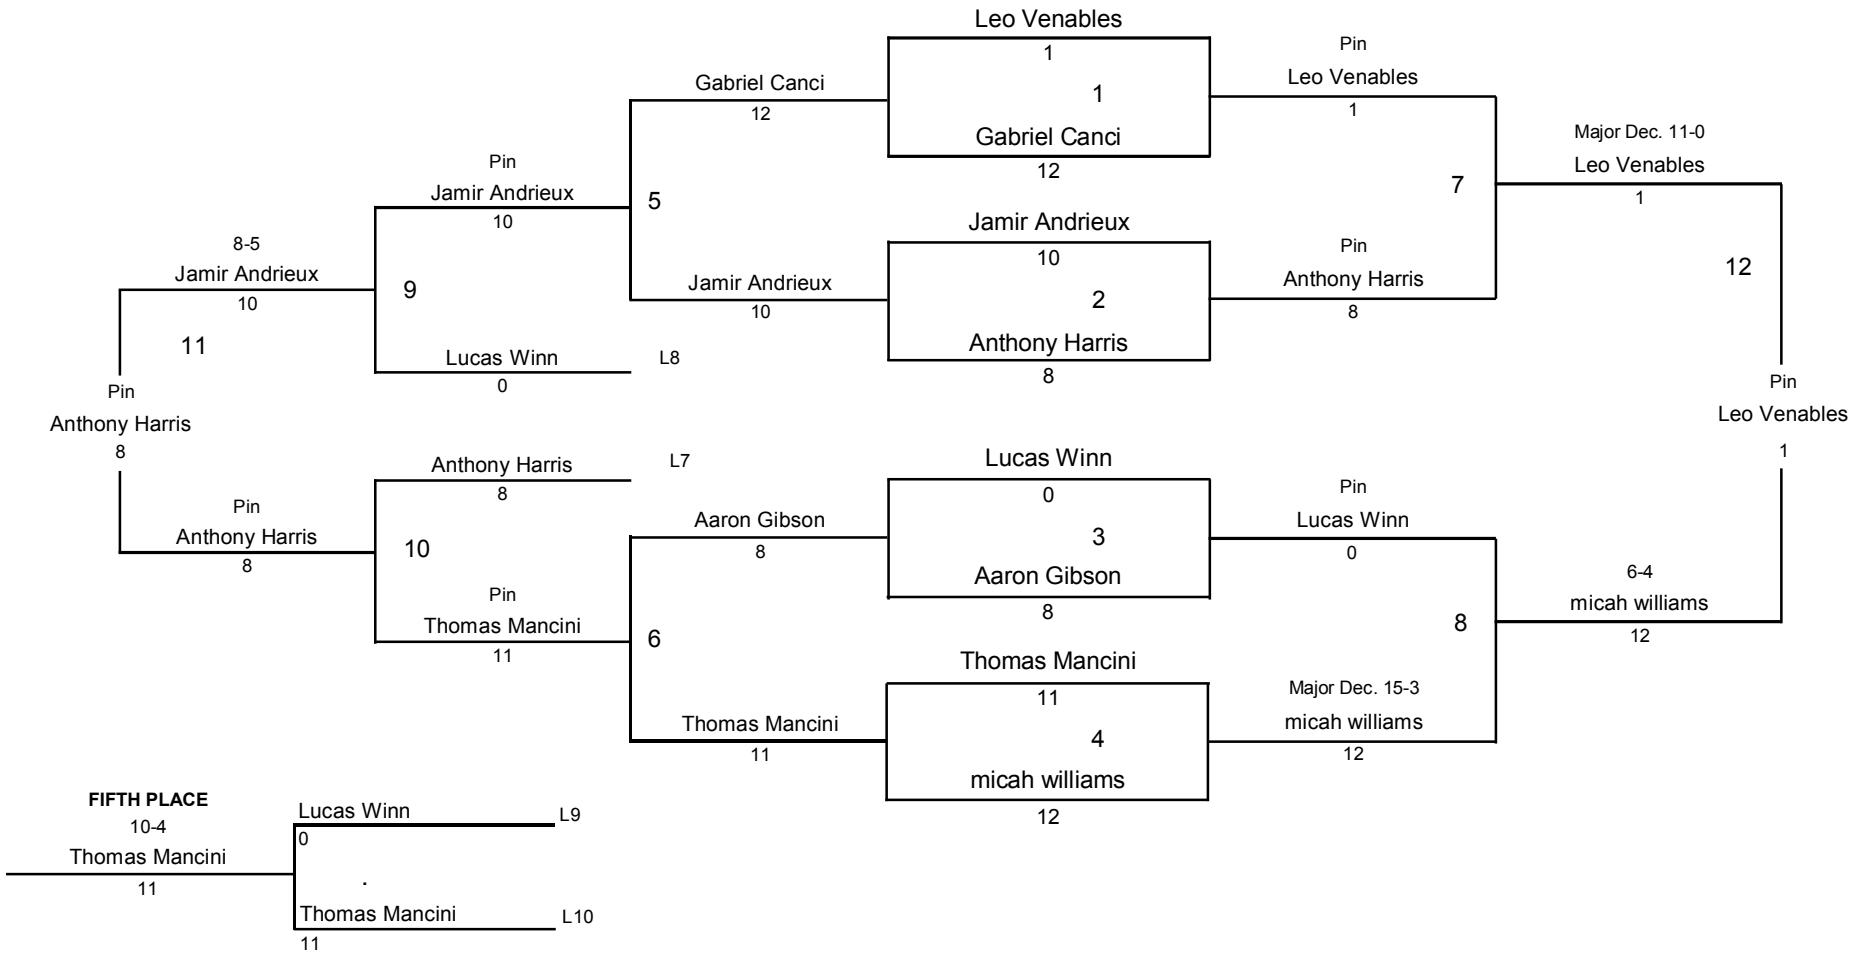 Leo Venables
1
1
Gabriel Canci
12
Pin
Leo Venables
1
Major Dec. 11-0
Leo Venables
1
Gabriel Canci
12
Pin
Jamir Andrieux
10
5
7
Jamir Andrieux
10
2
Anthony Harris
8
Pin
Anthony Harris
8
12
8-5
Jamir Andrieux
10
9
Jamir Andrieux
10
11
Lucas Winn
0
L8
Pin
Anthony Harris
8
Pin
Leo Venables
1
Anthony Harris
8
L7
Lucas Winn
0
3
Aaron Gibson
8
Pin
Lucas Winn
0
Pin
Anthony Harris
8
10
Aaron Gibson
8
Pin
Thomas Mancini
11
6
8
6-4
micah williams
12
Thomas Mancini
11
4
micah williams
12
Major Dec. 15-3
micah williams
12
Thomas Mancini
11
FIFTH PLACE
10-4
Thomas Mancini
11
Lucas Winn
0
L9
.
Thomas Mancini
11
L10